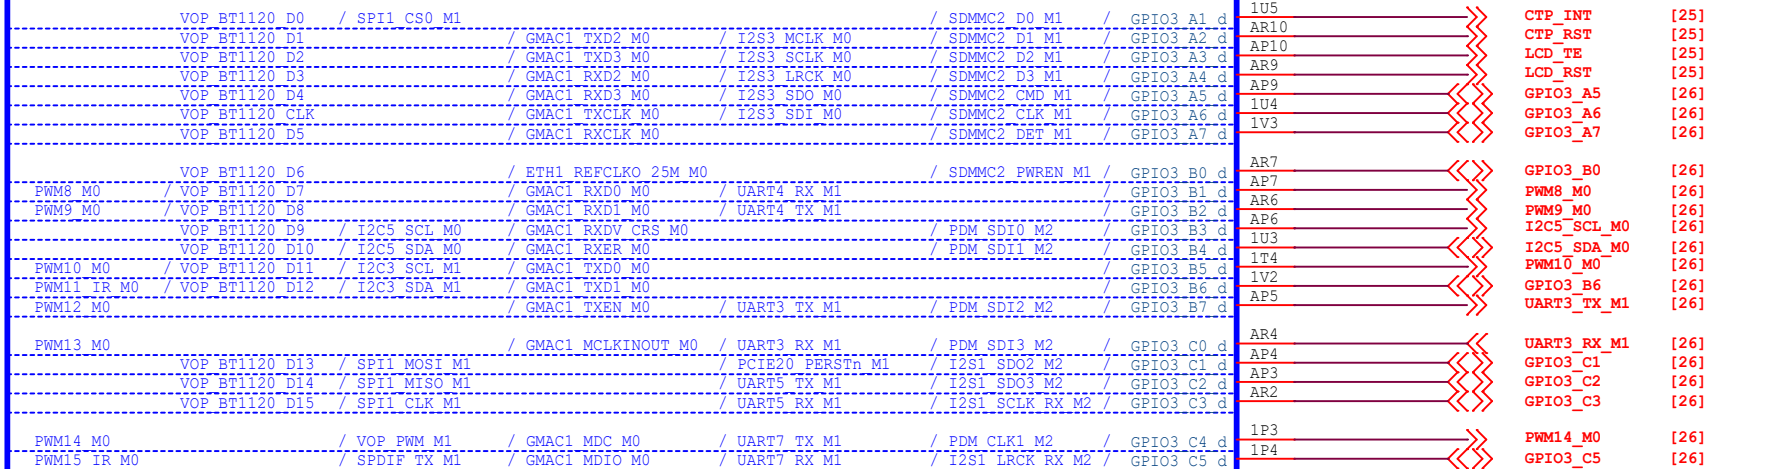 VOP_BT1120_D0 / SPI1_CS0_M1 / SDMMC2_D0_M1 / GPIO3_A1_d 1U5 CTP_INT [25]
VOP_BT1120_D1 / GMAC1_TXD2_M0 / I2S3_MCLK_M0 / SDMMC2_D1_M1 / GPIO3_A2_d AR10 CTP_RST [25]
VOP_BT1120_D2 / GMAC1_TXD3_M0 / I2S3_SCLK_M0 / SDMMC2_D2_M1 / GPIO3_A3_d AP10 LCD_TE [25]
VOP_BT1120_D3 / GMAC1_RXD2_M0 / I2S3_LRCK_M0 / SDMMC2_D3_M1 / GPIO3_A4_d AR9 LCD_RST [25]
VOP_BT1120_D4 / GMAC1_RXD3_M0 / I2S3_SDO_M0 / SDMMC2_CMD_M1 / GPIO3_A5_d AP9 GPIO3_A5 [26]
VOP_BT1120_CLK / GMAC1_TXCLK_M0 / I2S3_SDI_M0 / SDMMC2_CLK_M1 / GPIO3_A6_d 1U4 GPIO3_A6 [26]
VOP_BT1120_D5 / GMAC1_RXCLK_M0 / SDMMC2_DET_M1 / GPIO3_A7_d 1V3 GPIO3_A7 [26]
VOP_BT1120_D6 / ETH1_REFCLKO_25M_M0 / SDMMC2_PWREN_M1 / GPIO3_B0_d AR7 GPIO3_B0 [26]
PWM8_M0 / VOP_BT1120_D7 / GMAC1_RXD0_M0 / UART4_RX_M1 / GPIO3_B1_d AP7 PWM8_M0 [26]
PWM9_M0 / VOP_BT1120_D8 / GMAC1_RXD1_M0 / UART4_TX_M1 / GPIO3_B2_d AR6 PWM9_M0 [26]
VOP_BT1120_D9 / I2C5_SCL_M0 / GMAC1_RXDV_CRS_M0 / PDM_SDI0_M2 / GPIO3_B3_d AP6 I2C5_SCL_M0 [26]
VOP_BT1120_D10 / I2C5_SDA_M0 / GMAC1_RXER_M0 / PDM_SDI1_M2 / GPIO3_B4_d 1U3 I2C5_SDA_M0 [26]
PWM10_M0 / VOP_BT1120_D11 / I2C3_SCL_M1 / GMAC1_TXD0_M0 / GPIO3_B5_d 1T4 PWM10_M0 [26]
PWM11_IR_M0 / VOP_BT1120_D12 / I2C3_SDA_M1 / GMAC1_TXD1_M0 / GPIO3_B6_d 1V2 GPIO3_B6 [26]
PWM12_M0 / GMAC1_TXEN_M0 / UART3_TX_M1 / PDM_SDI2_M2 / GPIO3_B7_d AP5 UART3_TX_M1 [26]
PWM13_M0 / GMAC1_MCLKINOUT_M0 / UART3_RX_M1 / PDM_SDI3_M2 / GPIO3_C0_d AR4 UART3_RX_M1 [26]
VOP_BT1120_D13 / SPI1_MOSI_M1 / PCIE20_PERSTn_M1 / I2S1_SDO2_M2 / GPIO3_C1_d AP4 GPIO3_C1 [26]
VOP_BT1120_D14 / SPI1_MISO_M1 / UART5_TX_M1 / I2S1_SDO3_M2 / GPIO3_C2_d AP3 GPIO3_C2 [26]
VOP_BT1120_D15 / SPI1_CLK_M1 / UART5_RX_M1 / I2S1_SCLK_RX_M2 / GPIO3_C3_d AR2 GPIO3_C3 [26]
PWM14_M0 / VOP_PWM_M1 / GMAC1_MDC_M0 / UART7_TX_M1 / PDM_CLK1_M2 / GPIO3_C4_d 1P3 PWM14_M0 [26]
PWM15_IR_M0 / SPDIF_TX_M1 / GMAC1_MDIO_M0 / UART7_RX_M1 / I2S1_LRCK_RX_M2 / GPIO3_C5_d 1P4 GPIO3_C5 [26]